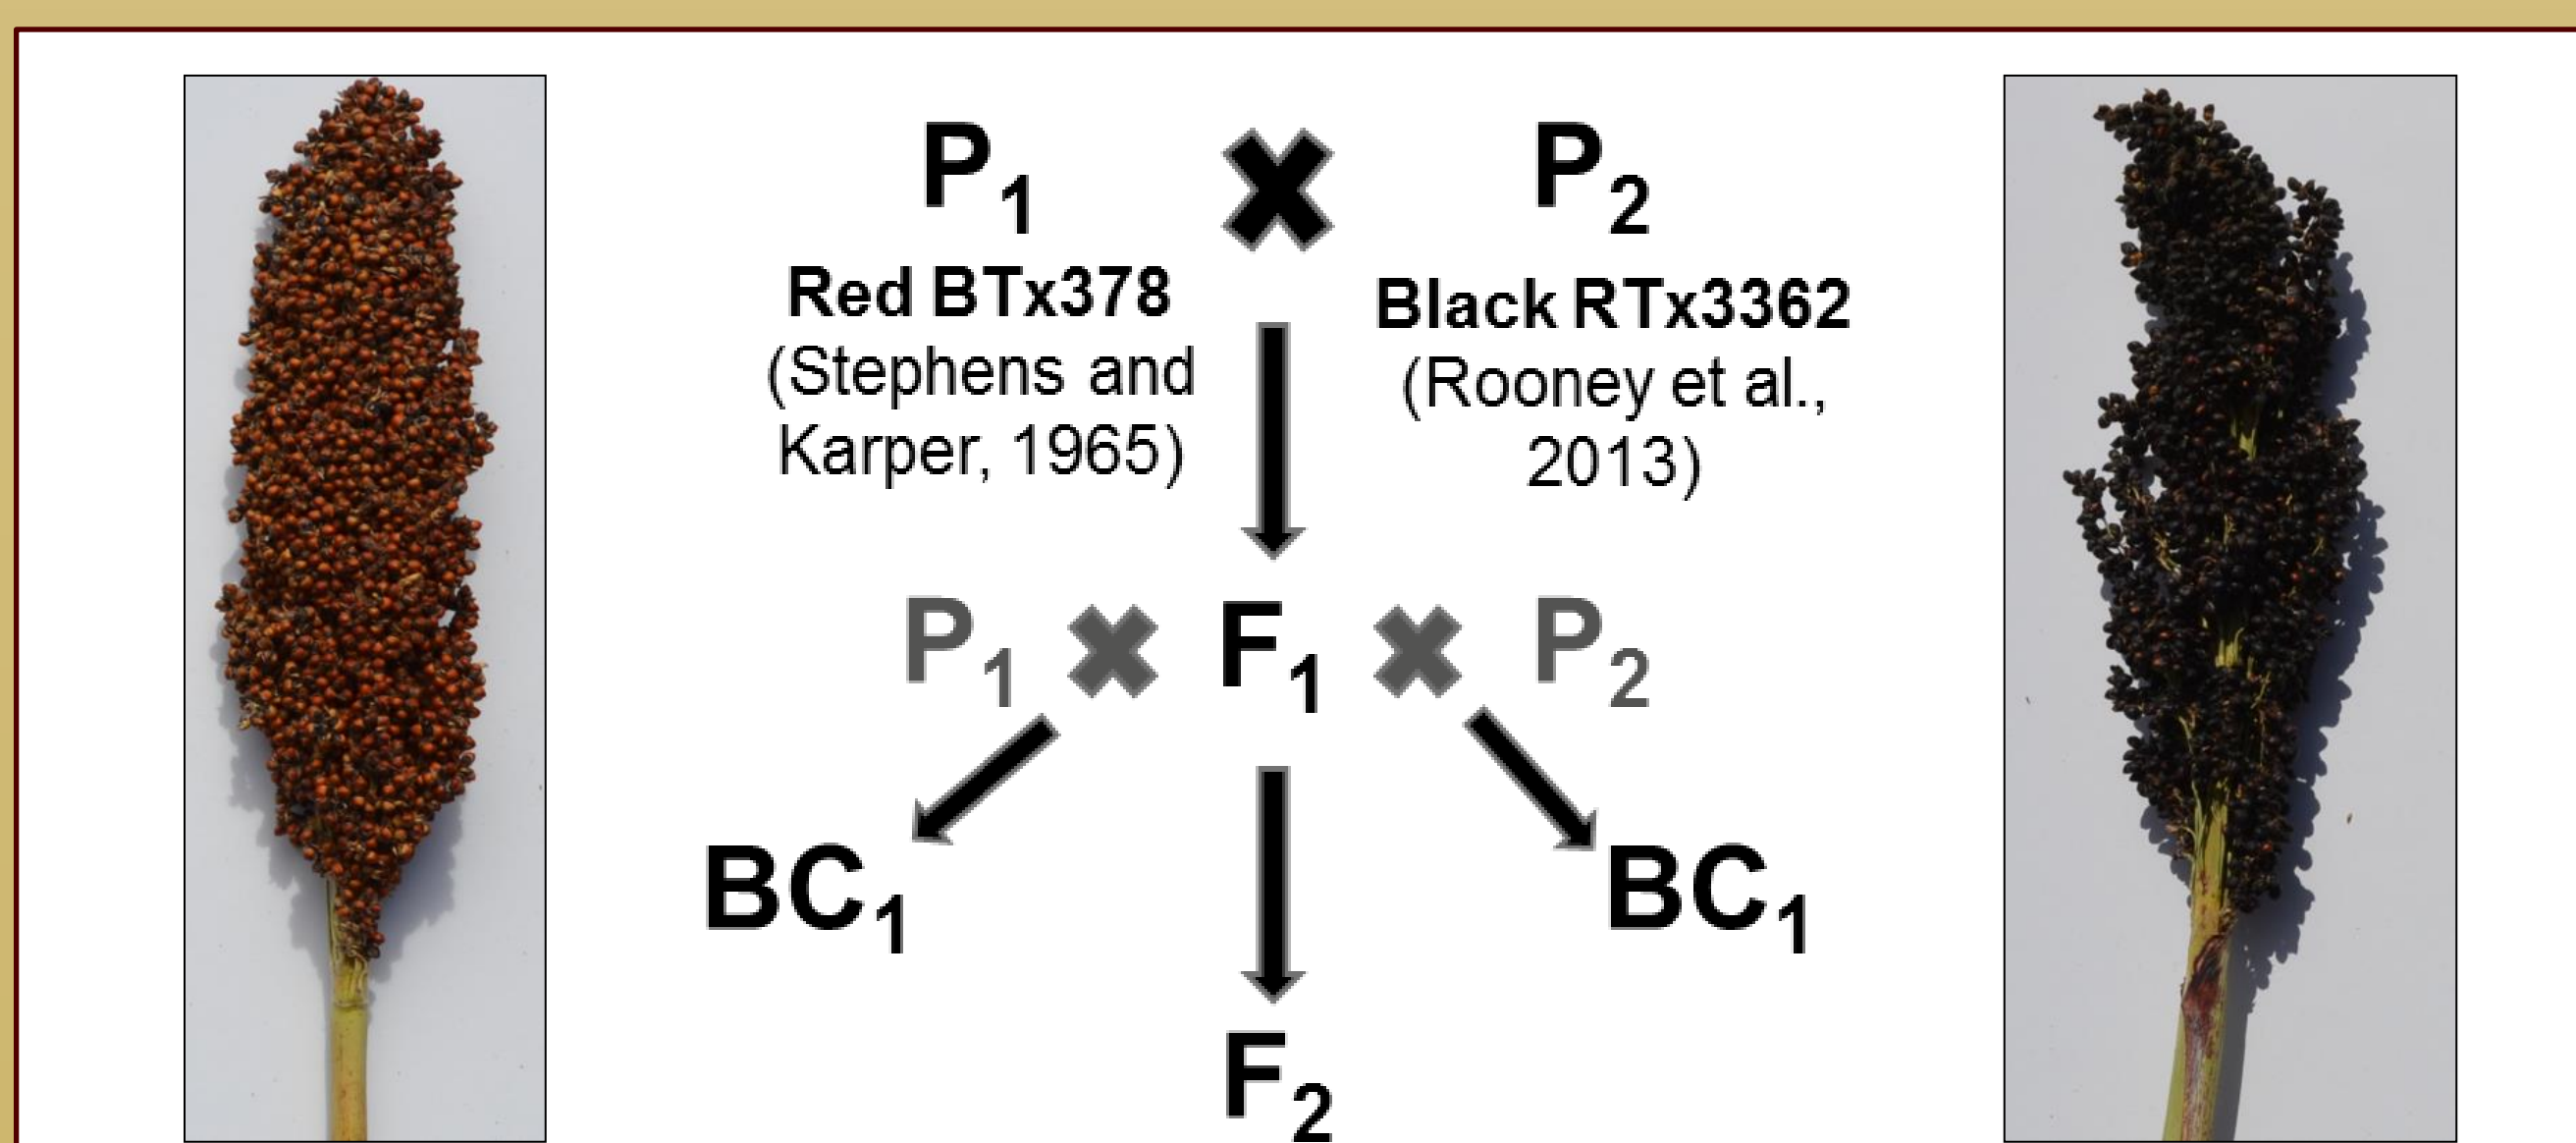 P1 × P2
Red BTx378
(Stephens and
Karper, 1965)
Black RTx3362
(Rooney et al.,
2013)
P1 × F1 × P2
BC1
BC1
F2